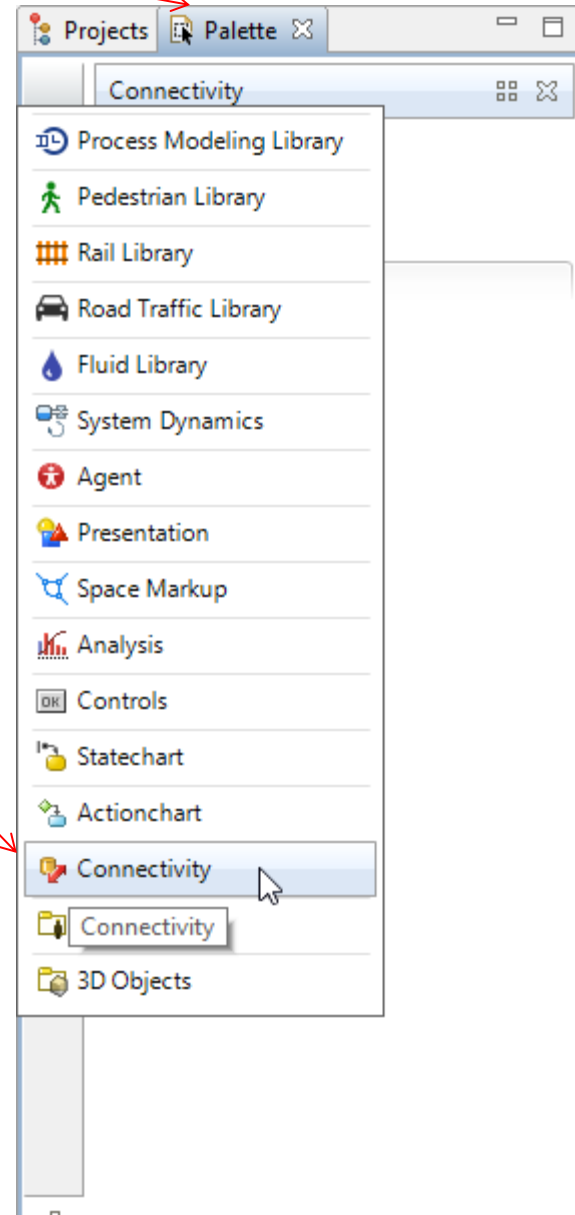 Projects Palette
Connectivity
Process Modeling Library
Pedestrian Library
Rail Library
Road Traffic Library
Fluid Library
System Dynamics
Agent
Presentation
Space Markup
Analysis
OK Controls
Statechart
Actionchart
Connectivity
Connectivity
3D Objects